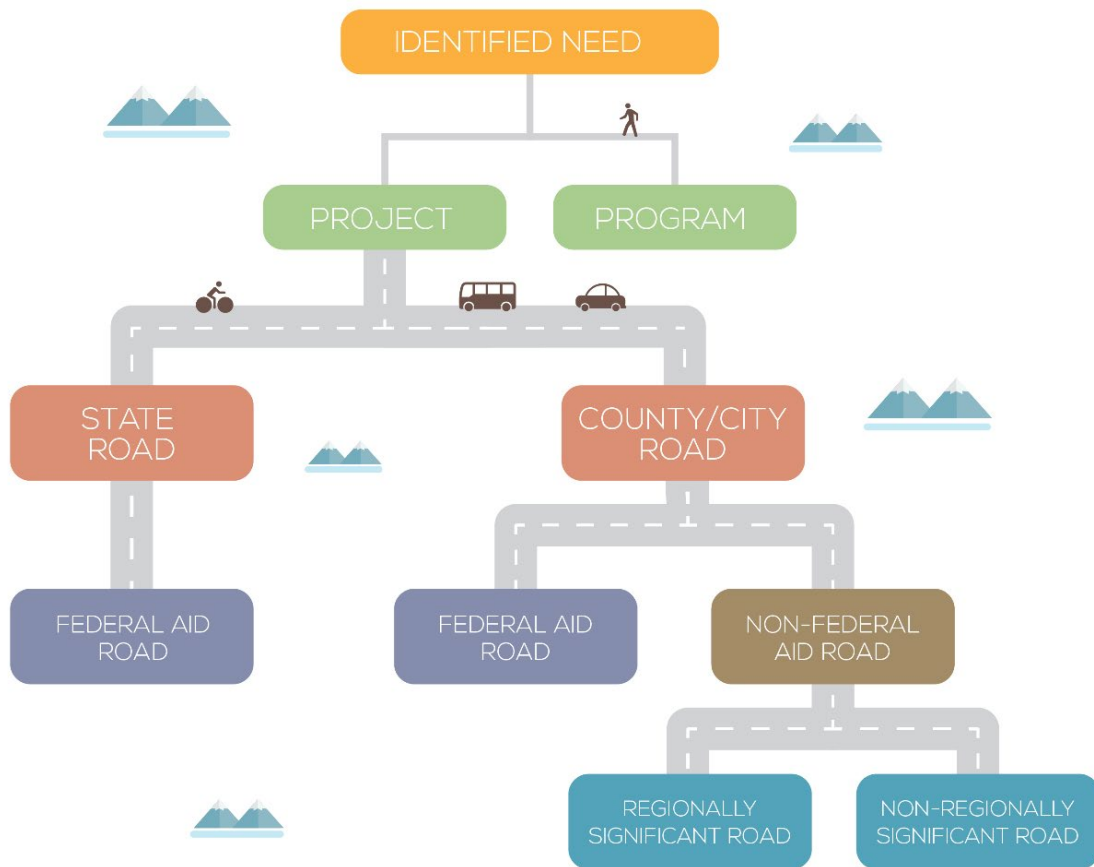 IDENTIFIED NEED
PROJECT
PROGRAM
STATE
ROAD
COUNTY/CITY
ROAD
FEDERAL AID
ROAD
FEDERAL AID
ROAD
NON-FEDERAL
AID ROAD
REGIONALLY
SIGNIFICANT ROAD
NON-REGIONALLY
SIGNIFICANT ROAD